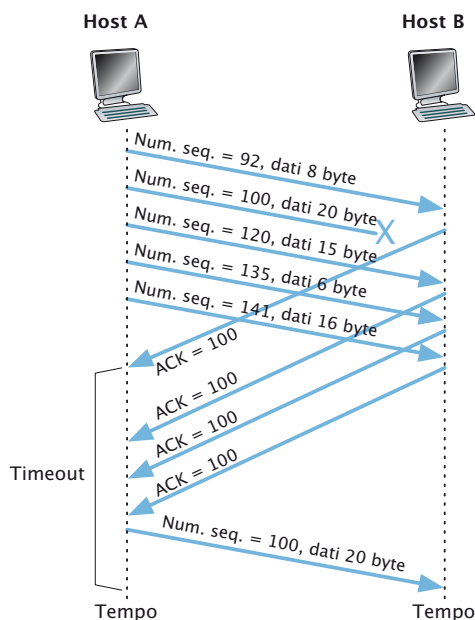 Host A
Host B
Num. seq. = 92, dati 8 byte
Num. seq. = 100, dati 20 byte
X
Num. seq. = 120, dati 15 byte
Num. seq. = 135, dati 6 byte
Num. seq. = 141, dati 16 byte
ACK = 100
ACK = 100
ACK = 100
ACK = 100
Timeout
Num. seq. = 100, dati 20 byte
Tempo
Tempo